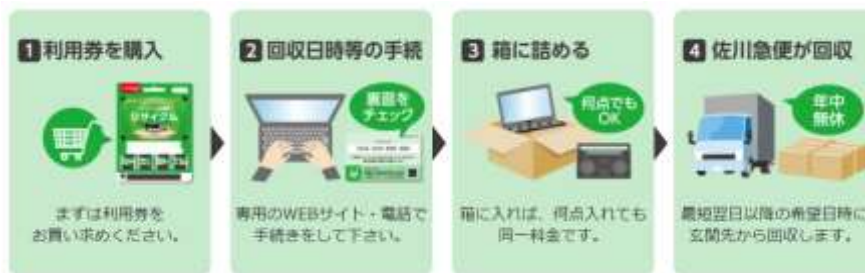 1 利用券を購入
リサイクル
まずは利用券を
お買い求めください。
2 回収日時等の手続
裏面を
チェック
専用のWEBサイト・電話で
手続きをして下さい。
3 箱に詰める
何点でも
OK
箱に入れば、何点入れても
同一料金です。
4 佐川急便が回収
年中
無休
最短翌日以降の希望日時に
玄関先から回収します。